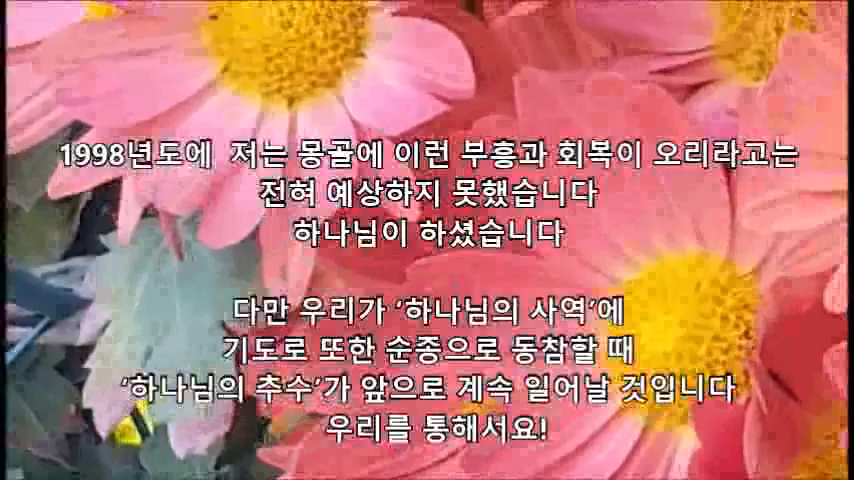 1998년도에 저는 몽골에 이런 부흥과 회복이 오리라고는
전혀 예상하지 못했습니다
하나님이 하셨습니다
다만 우리가 ‘하나님의 사역’에
기도로 또한 순종으로 동참할 때
‘하나님의 추수’가 앞으로 계속 일어날 것입니다
우리를 통해서요!